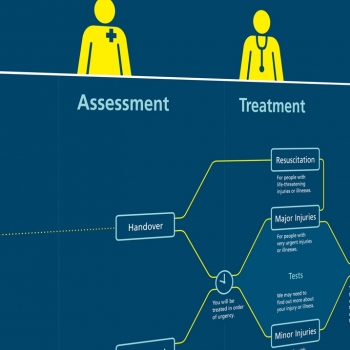 Assessment
Treatment
Resuscitation
For people with
life-threatening
injuries or illnesses.
Handover
Major Injuries
For people with
very urgent injuries
or illnesses.
Tests
We may need to
find out more about
your injury or illness
You will be
treated in order
of urgency.
Minor Injuries